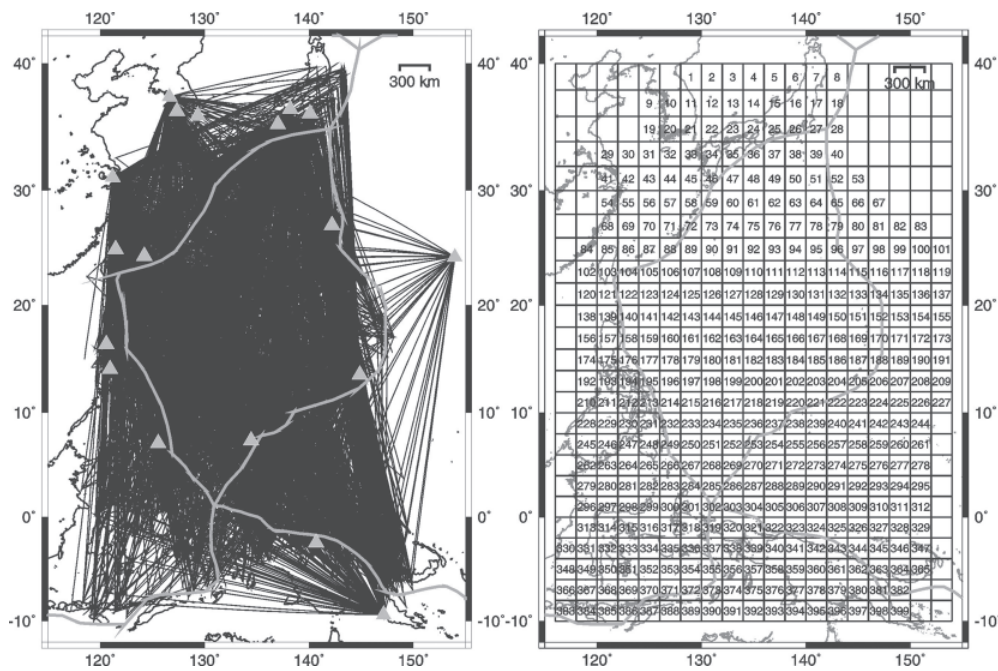 120° 130° 140° 150°
40°
300 km
30°
20°
10°
0°
-10°
120° 130° 140° 150°
120° 130° 140° 150°
40° 1 2 3 4 5 6 7 8 40°
300 km
9 10 11 12 13 14 15 16 17 18
19 20 21 22 23 24 25 26 27 28
29 30 31 32 33 34 35 36 37 38 39 40
30° 41 42 43 44 45 46 47 48 49 50 51 52 53 30°
54 55 56 57 58 59 60 61 62 63 64 65 66 67
68 69 70 71 72 73 74 75 76 77 78 79 80 81 82 83
84 85 86 87 88 89 90 91 92 93 94 95 96 97 98 99 100 101
102 103 104 105 106 107 108 109 110 111 112 113 114 115 116 117 118 119
20° 120 121 122 123 124 125 126 127 128 129 130 131 132 133 134 135 136 137 20°
138 139 140 141 142 143 144 145 146 147 148 149 150 151 152 153 154 155
156 157 158 159 160 161 162 163 164 165 166 167 168 169 170 171 172 173
174 175 176 177 178 179 180 181 182 183 184 185 186 187 188 189 190 191
192 193 194 195 196 197 198 199 200 201 202 203 204 205 206 207 208 209
10° 210 211 212 213 214 215 216 217 218 219 220 221 222 223 224 225 226 227 10°
228 229 230 231 232 233 234 235 236 237 238 239 240 241 242 243 244
245 246 247 248 249 250 251 252 253 254 255 256 257 258 259 260 261
262 263 264 265 266 267 268 269 270 271 272 273 274 275 276 277 278
279 280 281 282 283 284 285 286 287 288 289 290 291 292 293 294 295
0° 296 297 298 299 300 301 302 303 304 305 306 307 308 309 310 311 312 0°
313 314 315 316 317 318 319 320 321 322 323 324 325 326 327 328 329
330 331 332 333 334 335 336 337 338 339 340 341 342 343 344 345 346 347
348 349 350 351 352 353 354 355 356 357 358 359 360 361 362 363 364 365
366 367 368 369 370 371 372 373 374 375 376 377 378 379 380 381 382
-10° 383 384 385 386 387 388 389 390 391 392 393 394 395 396 397 398 399 -10°
120° 130° 140° 150°